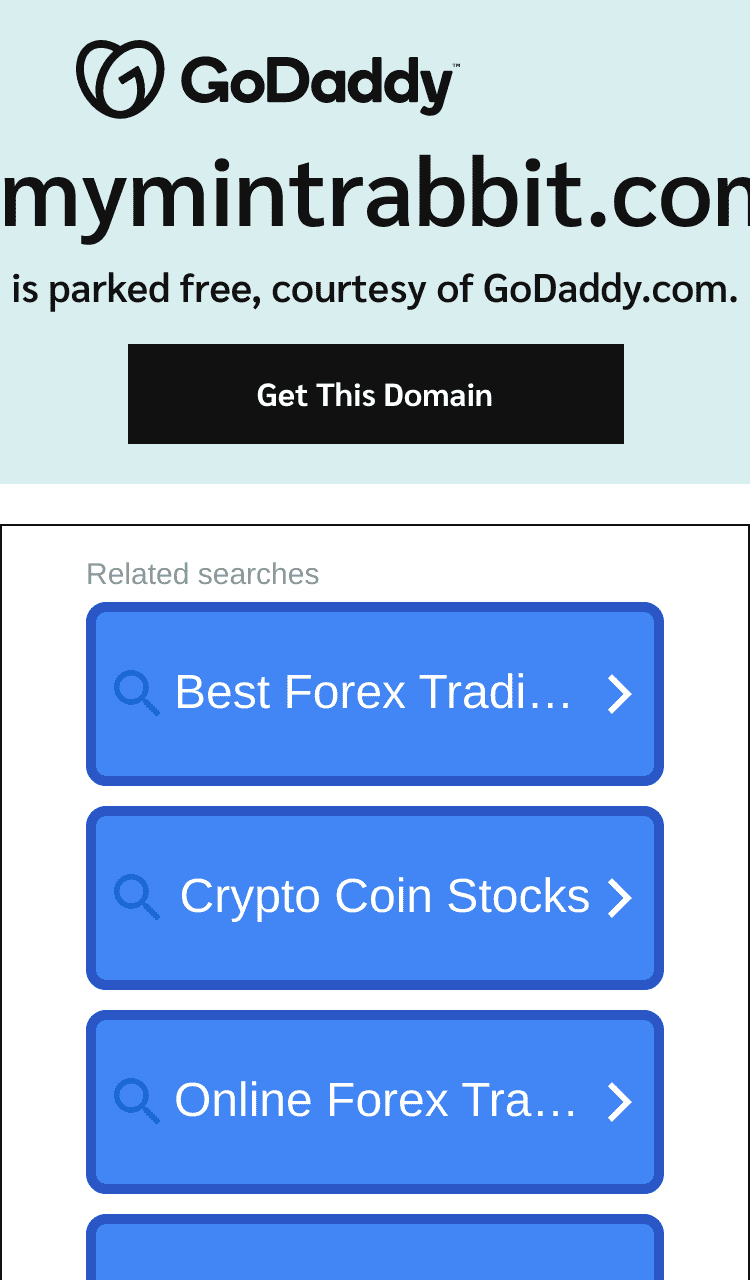 GoDaddy™
mymintrabbit.com
is parked free, courtesy of GoDaddy.com.
Get This Domain
Related searches
Best Forex Tradi…
Crypto Coin Stocks
Online Forex Tra…